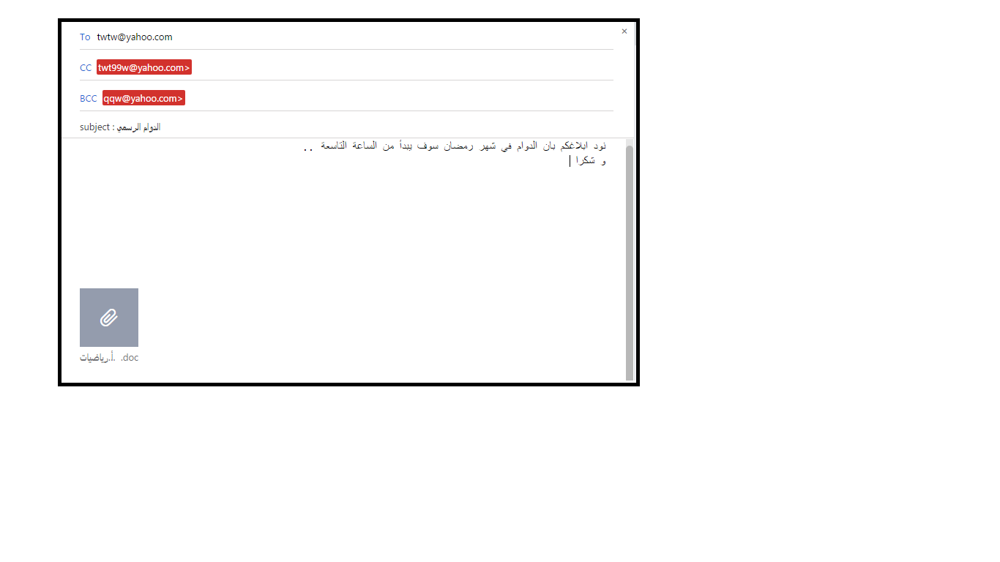 To twtw@yahoo.com
×
CC twt99w@yahoo.com>
BCC qqw@yahoo.com>
subject : الدوام الرسمي
نود ابلاغكم بان الدوام في شهر رمضان سوف يبدأ من الساعة التاسعة ..
و شكرا
أ.رياضيات. .doc